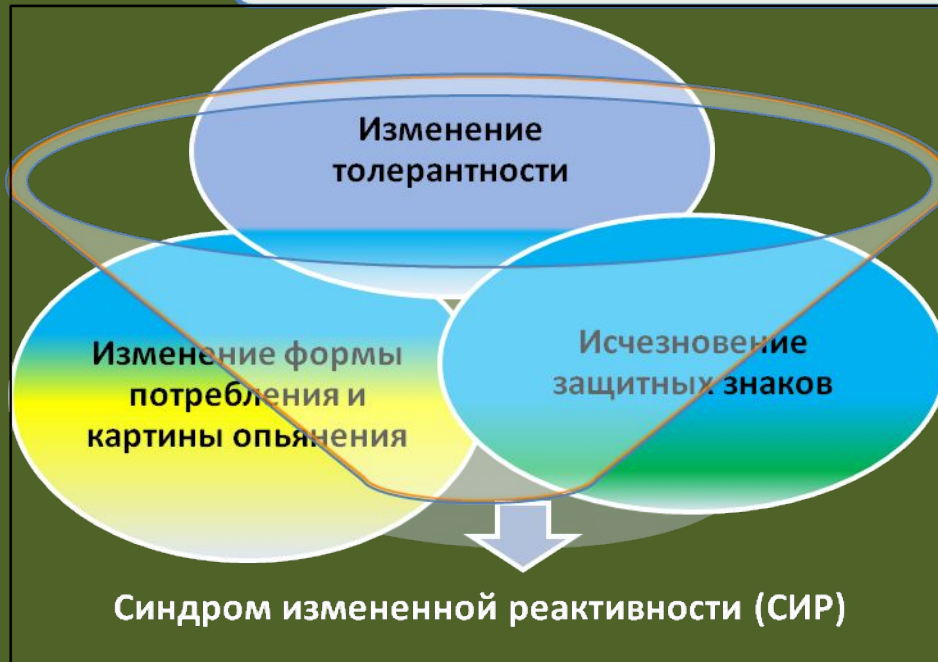 Изменение
толерантности
Изменение формы
потребления и
картины опьянения
Исчезновение
защитных знаков
Синдром измененной реактивности (СИР)